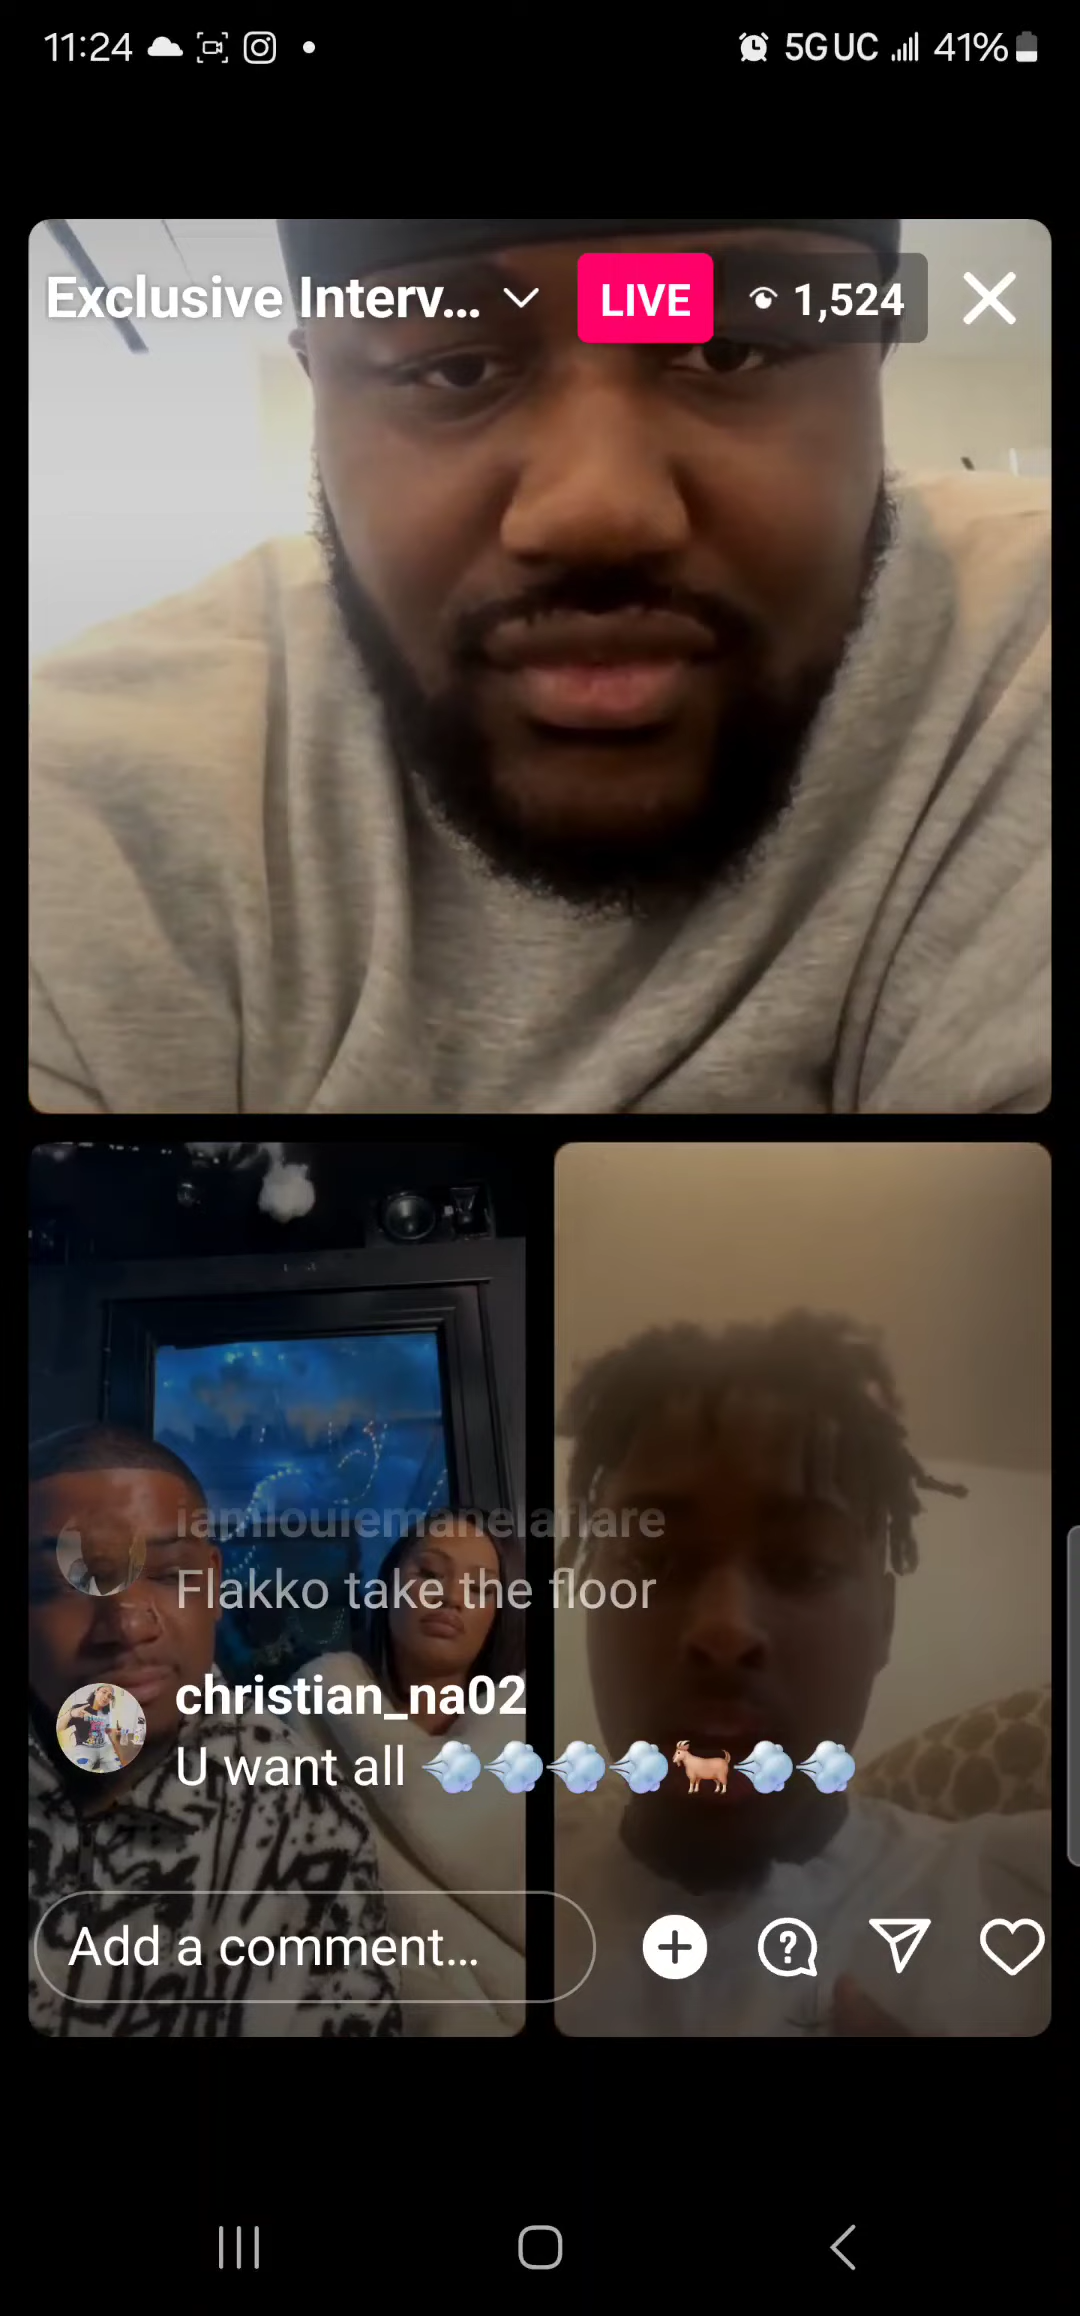 11:24
5G UC 41%
Exclusive Interv...
LIVE
1,524
iamlouiemanelaflare
Flakko take the floor
christian_na02
U want all 💨💨💨💨🐐💨💨
Add a comment...